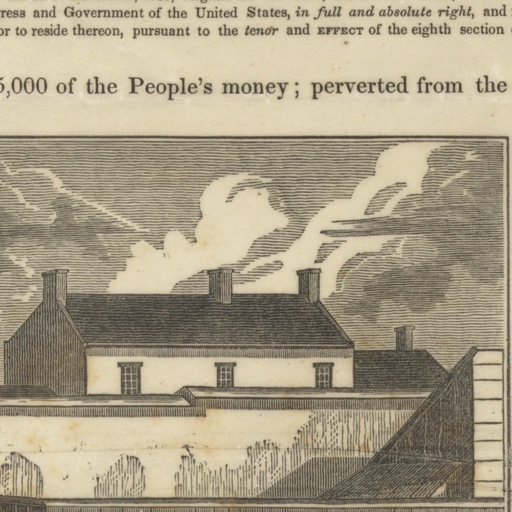 ress and Government of the United States, in full and absolute right, and
or to reside thereon, pursuant to the tenor and EFFECT of the eighth section
5,000 of the People's money; perverted from the